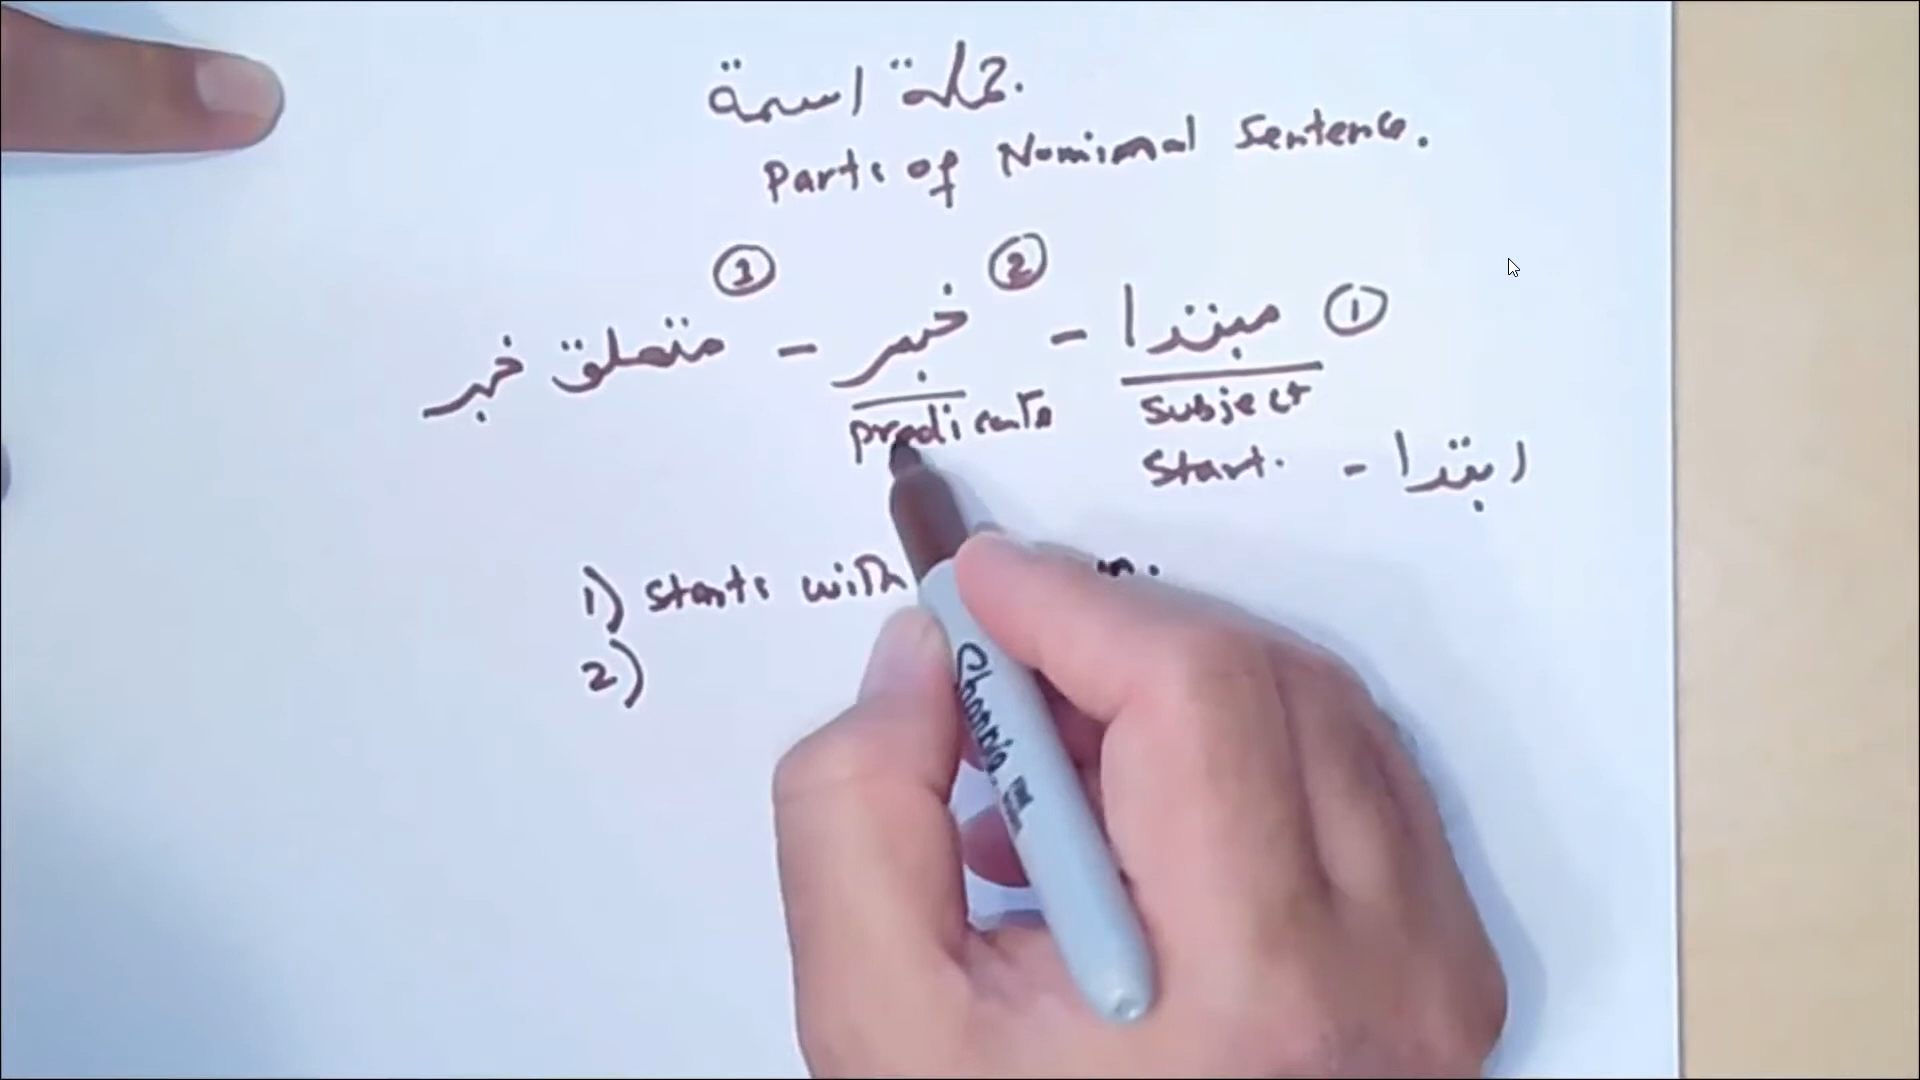 جملة اسمية.
Parts of Nominal Sentence.
① مبتدا - خبر ② - متعلق خبر ③
Subject
predicate
Start. - ابتدا
1) Starts with
2)
Sharpie